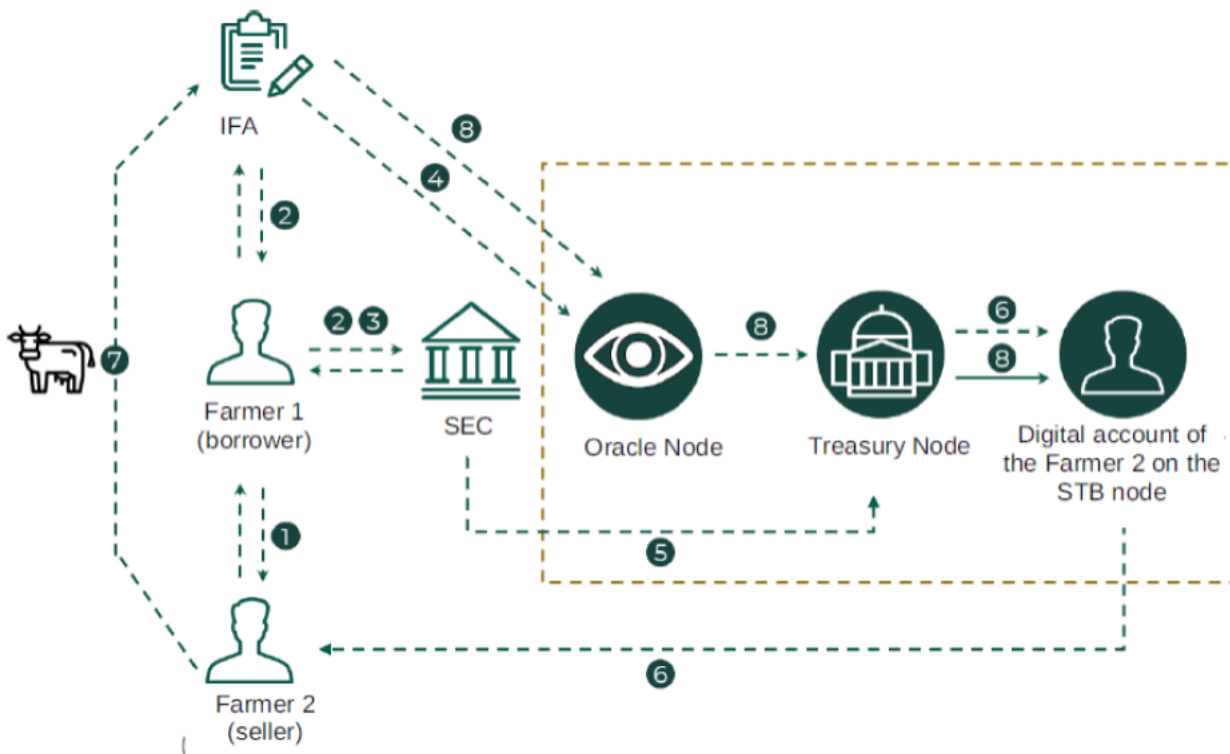 IFA
8
4
2
7
2 3
Farmer 1
(borrower)
SEC
Oracle Node
8
Treasury Node
6
8
Digital account of
the Farmer 2 on the
STB node
1
5
6
Farmer 2
(seller)
(